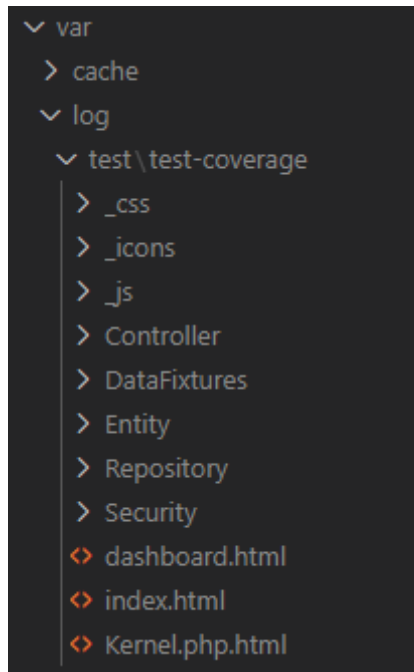 var
cache
log
test\test-coverage
_css
_icons
_js
Controller
DataFixtures
Entity
Repository
Security
dashboard.html
index.html
Kernel.php.html